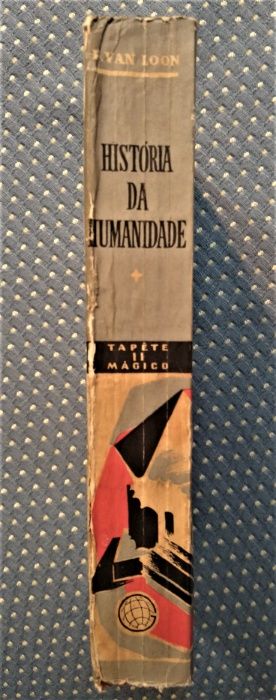 VAN LOON
HISTÓRIA
DA
HUMANIDADE
TAPÊTE
II
MÁGICO